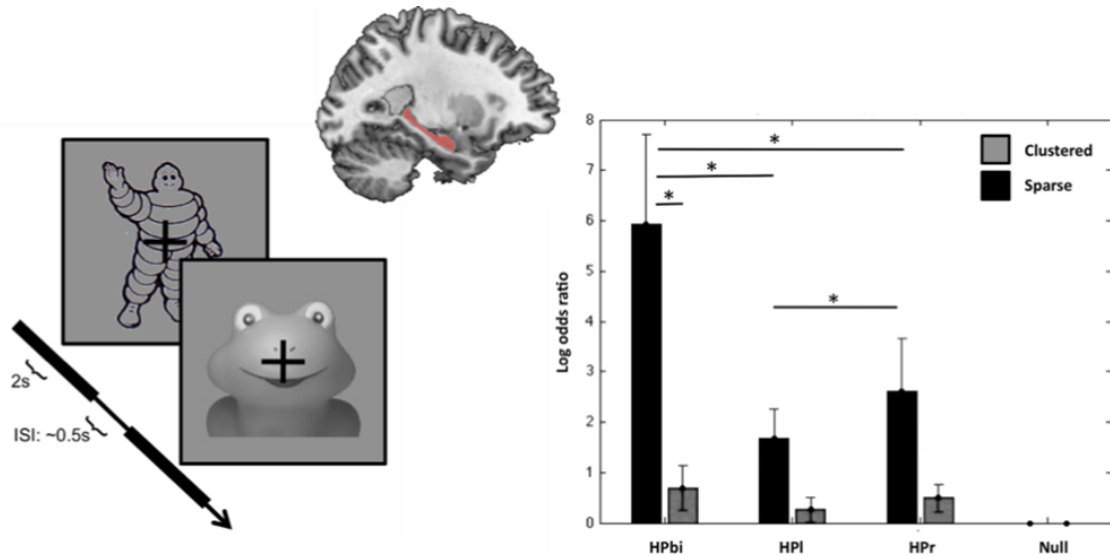 2s
ISI: ~0.5s
8
7
6
5
4
3
2
1
0
Log odds ratio
Clustered
Sparse
*
*
*
*
HPbi HPl HPr Null